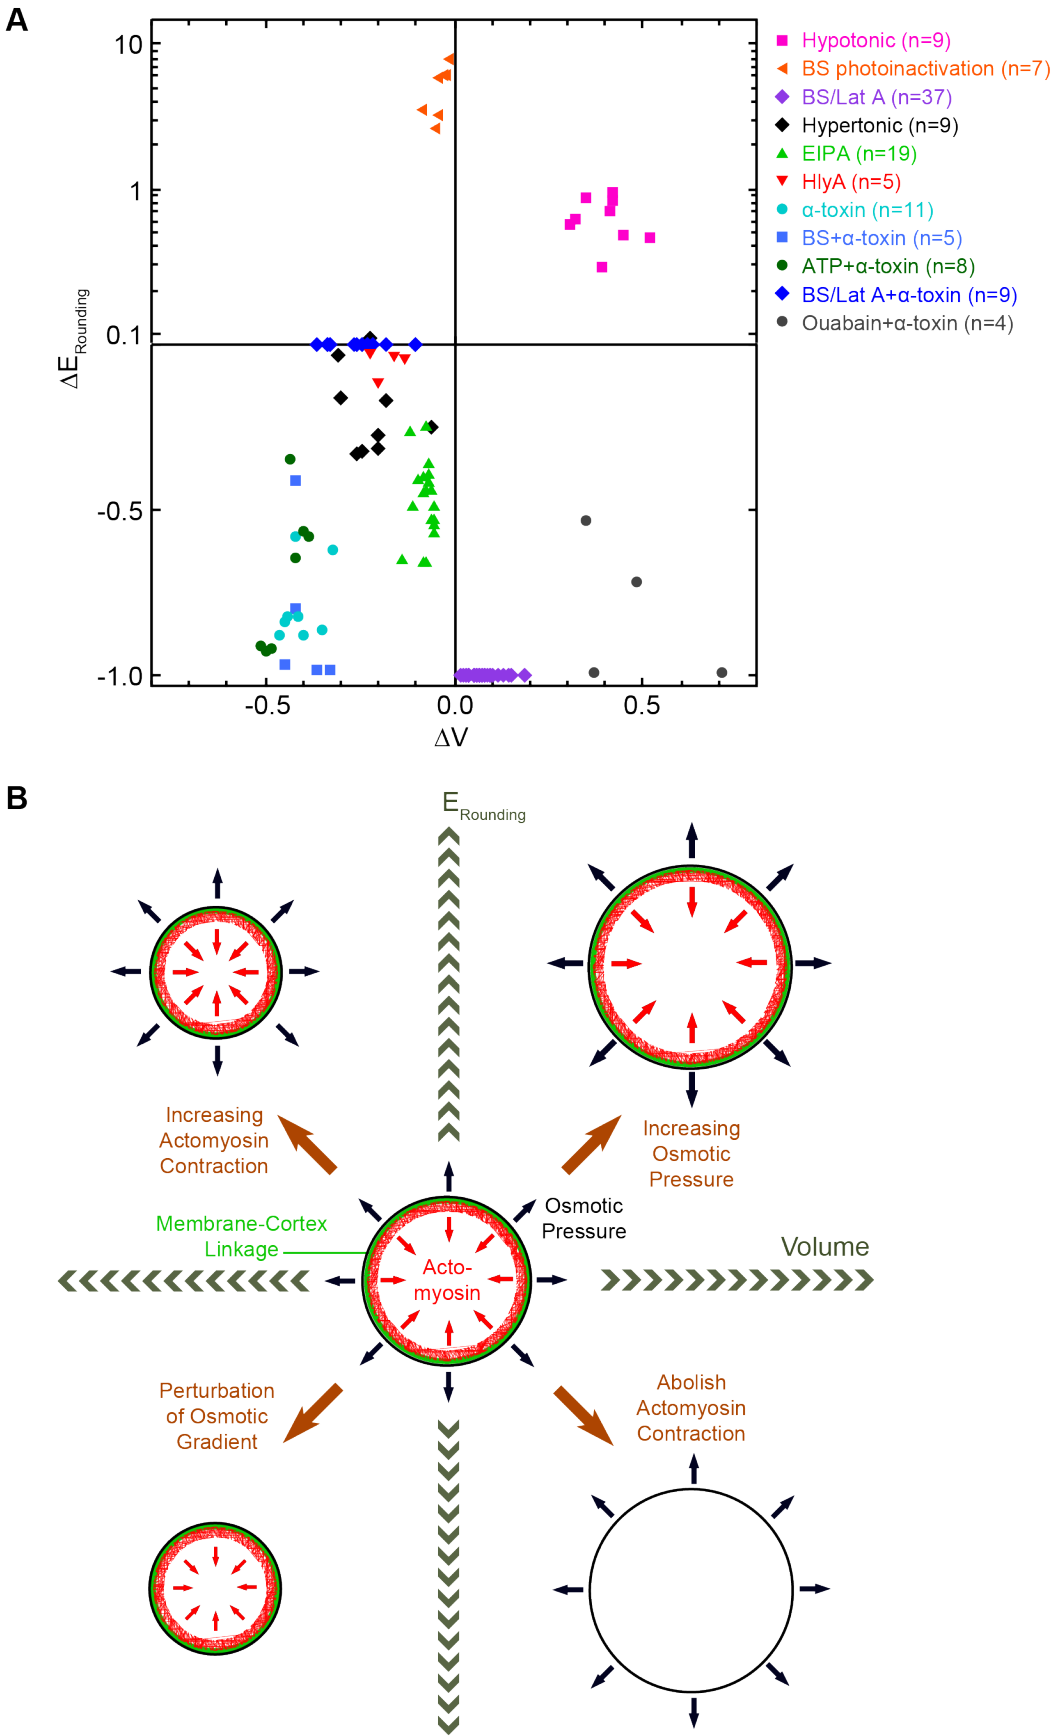 A
10
1
0.1
-0.5
-1.0
ΔE Rounding
-0.5
0.0
0.5
ΔV
Hypotonic (n=9)
BS photoinactivation (n=7)
BS/Lat A (n=37)
Hypertonic (n=9)
EIPA (n=19)
HlyA (n=5)
α-toxin (n=11)
BS+α-toxin (n=5)
ATP+α-toxin (n=8)
BS/Lat A+α-toxin (n=9)
Ouabain+α-toxin (n=4)
B
E Rounding
Increasing
Actomyosin
Contraction
Increasing
Osmotic
Pressure
Membrane-Cortex
Linkage
Osmotic
Pressure
Acto-
myosin
Volume
Perturbation
of Osmotic
Gradient
Abolish
Actomyosin
Contraction